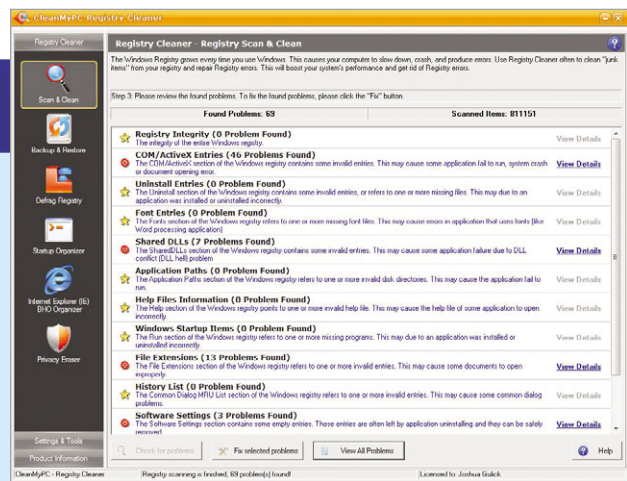 CleanMyPC Registry Cleaner
Registry Cleaner
Scan & Clean
Backup & Restore
Defrag Registry
Startup Organizer
Internet Explorer (IE)
BHO Organizer
Privacy Eraser
Settings & Tools
Product Information
Registry Cleaner - Registry Scan & Clean
The Windows Registry grows every time you use Windows. This causes your computer to slow down, crash, and produce errors. Use Registry Cleaner often to clean "junk
items" from your registry and repair Registry errors. This will boost your system's performance and get rid of Registry errors.
Step 3: Please review the found problems. To fix the found problems, please click the "Fix" button.
Found Problems: 69
Scanned Items: 811151
Registry Integrity (0 Problem Found)
The integrity of the entire Windows registry.
View Details
COM/ActiveX Entries (46 Problems Found)
The COM/ActiveX section of the Windows registry contains some invalid entries. This may cause some application fail to run, system crash
or document opening error.
View Details
Uninstall Entries (0 Problem Found)
The Uninstall section of the Windows registry contains some invalid entries, or refers to one or more missing files. This may due to an
application was installed or uninstalled incorrectly.
View Details
Font Entries (0 Problem Found)
The Fonts section of the Windows registry refers to one or more missing font files. This may cause errors in application that uses fonts (like
Word processing application)
View Details
Shared DLLs (7 Problems Found)
The SharedDLLs section of the Windows registry contains some invalid entries. This may cause some application failure due to DLL
conflict (DLL hell) problem
View Details
Application Paths (0 Problem Found)
The Application Paths section of the Windows registry refers to one or more invalid disk directories. This may cause the application fail to
run.
View Details
Help Files Information (0 Problem Found)
The Help section of the Windows registry points to one or more invalid help file. This may cause the help file of some application to open
incorrectly.
View Details
Windows Startup Items (0 Problem Found)
The Run section of the Windows registry refers to one or more missing programs. This may due to an application was installed or
uninstalled incorrectly.
View Details
File Extensions (13 Problems Found)
The File Extensions section of the Windows registry refers to one or more invalid entries. This may cause some documents to open
improperly.
View Details
History List (0 Problem Found)
The Common Dialog MRU List section of the Windows registry refers to one or more invalid entries. This may cause some common dialog
problems.
View Details
Software Settings (3 Problems Found)
The Software Settings section contains some empty entries. These entries are often left by application uninstalling and they can be safely
removed.
View Details
Check for problems
Fix selected problems
View All Problems
Help
CleanMyPC - Registry Cleaner
Registry scanning is finished, 69 problem(s) found!
Licensed to: Joshua Gulick